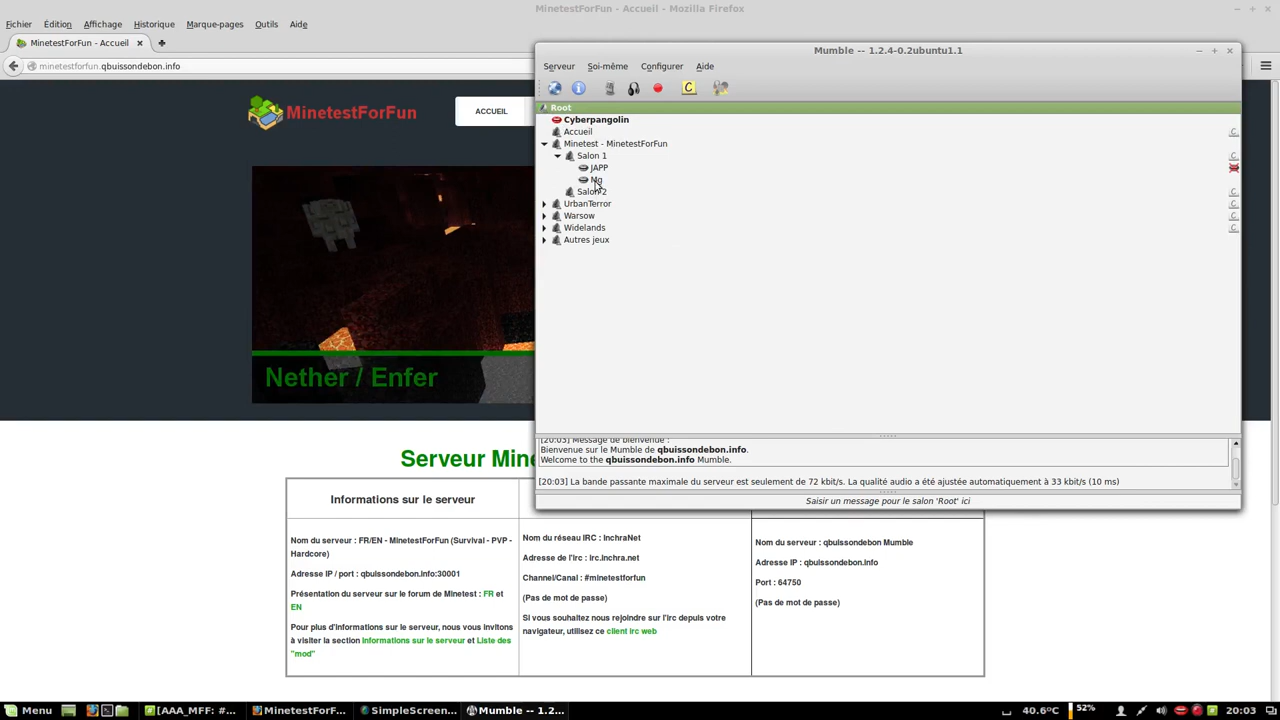 MinetestForFun - Accueil - Mozilla Firefox
Fichier Édition Affichage Historique Marque-pages Outils Aide
MinetestForFun - Accueil
minetestforfun.qbuissondebon.info
MinetestForFun
ACCUEIL
Nether / Enfer
Mumble -- 1.2.4-0.2ubuntu1.1
Serveur Soi-même Configurer Aide
C
Root
Cyberpangolin
Accueil
Minetest - MinetestForFun
Salon 1
JAPP
Mg
Salon 2
UrbanTerror
Warsow
Widelands
Autres jeux
[20:03] Message de bienvenue :
Bienvenue sur le Mumble de qbuissondebon.info.
Welcome to the qbuissondebon.info Mumble.
[20:03] La bande passante maximale du serveur est seulement de 72 kbit/s. La qualité audio a été ajustée automatiquement à 33 kbit/s (10 ms)
Saisir un message pour le salon 'Root' ici
Serveur Mine
Informations sur le serveur
Nom du serveur : FR/EN - MinetestForFun (Survival - PVP -
Hardcore)
Adresse IP / port : qbuissondebon.info:30001
Présentation du serveur sur le forum de Minetest : FR et
EN
Pour plus d'informations sur le serveur, nous vous invitons
à visiter la section Informations sur le serveur et Liste des
"mod"
Nom du réseau IRC : InchraNet
Adresse de l'irc : irc.inchra.net
Channel/Canal : #minetestforfun
(Pas de mot de passe)
Si vous souhaitez nous rejoindre sur l'irc depuis votre
navigateur, utilisez ce client irc web
Nom du serveur : qbuissondebon Mumble
Adresse IP : qbuissondebon.info
Port : 64750
(Pas de mot de passe)
Menu [AAA_MFF: #... MinetestForF... SimpleScreen... Mumble -- 1.2... 40.6°C 52% 20:03